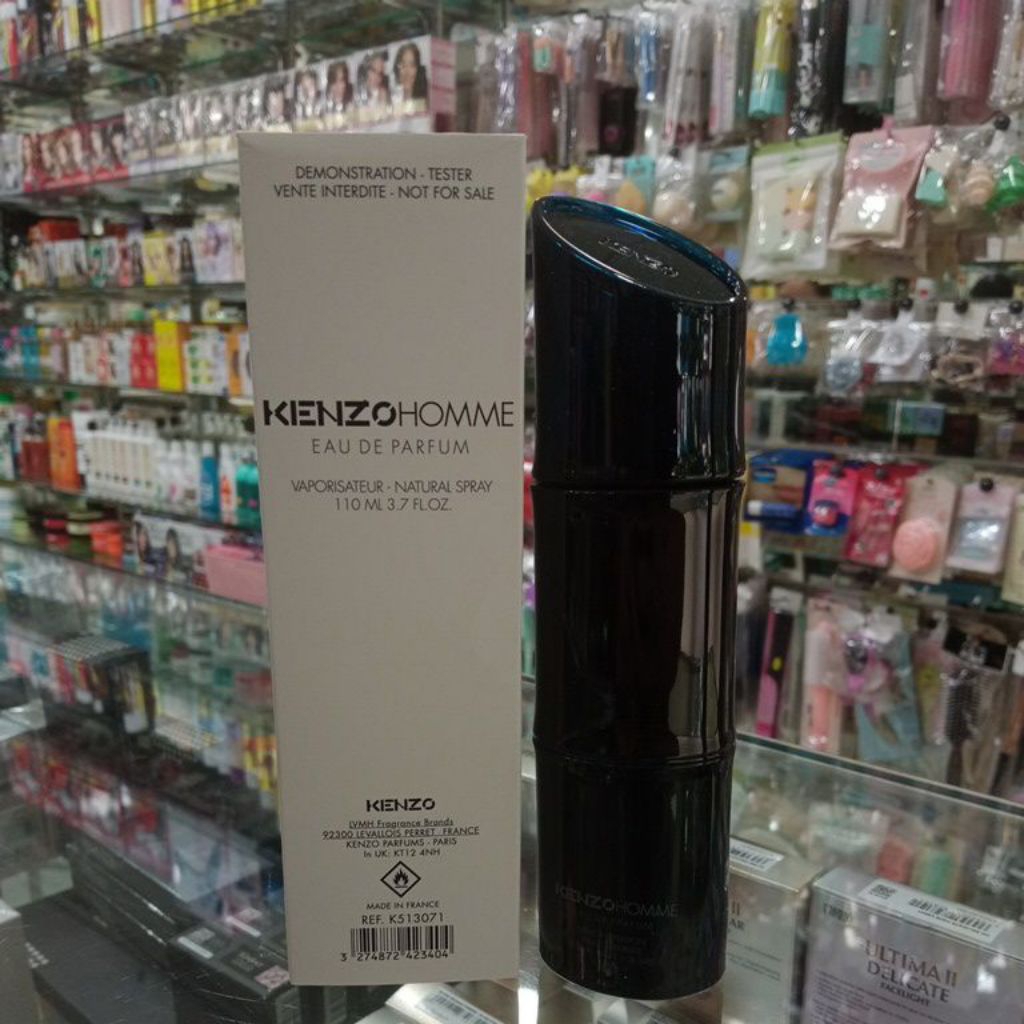 DEMONSTRATION - TESTER
VENTE INTERDITE - NOT FOR SALE
KENZOHOMME
EAU DE PARFUM
VAPORISATEUR - NATURAL SPRAY
110 ML 3.7 FL.OZ.
KENZO
LVMH Fragrance Brands
92300 LEVALLOIS PERRET FRANCE
KENZO PARFUMS - PARIS
In UK: KT12 4NH
MADE IN FRANCE
REF. K513071
3 274872 423404
KENZO
KENZOHOMME
ULTIMA II
DELICATE
FACELIGHT